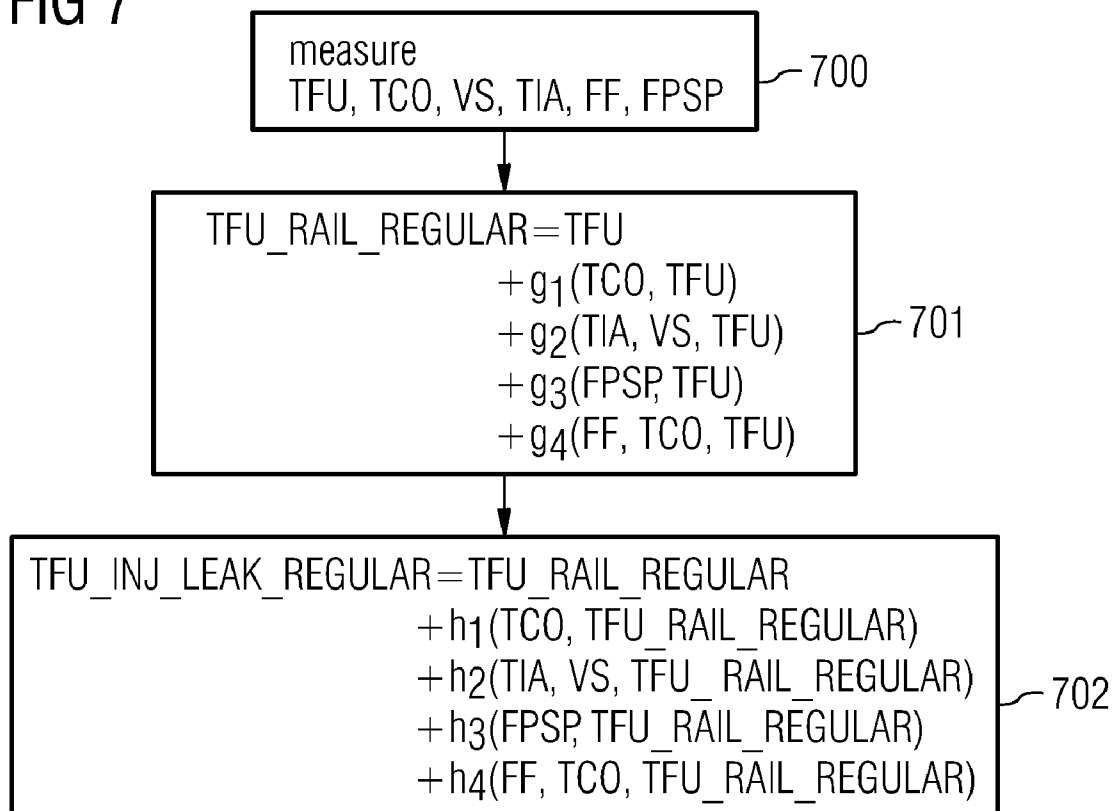 FIG 7
measure
TFU, TCO, VS, TIA, FF, FPSP
700
TFU_RAIL_REGULAR=TFU
+g1(TCO, TFU)
+g2(TIA, VS, TFU)
+g3(FPSP, TFU)
+g4(FF, TCO, TFU)
701
TFU_INJ_LEAK_REGULAR=TFU_RAIL_REGULAR
+h1(TCO, TFU_RAIL_REGULAR)
+h2(TIA, VS, TFU_RAIL_REGULAR)
+h3(FPSP, TFU_RAIL_REGULAR)
+h4(FF, TCO, TFU_RAIL_REGULAR)
702